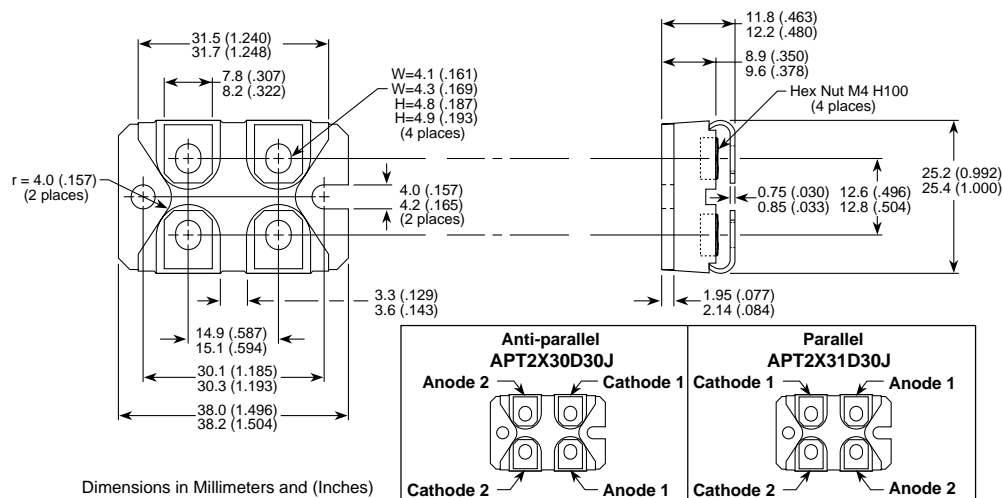 31.5 (1.240)
31.7 (1.248)
7.8 (.307)
8.2 (.322)
W=4.1 (.161)
W=4.3 (.169)
H=4.8 (.187)
H=4.9 (.193)
(4 places)
r = 4.0 (.157)
(2 places)
4.0 (.157)
4.2 (.165)
(2 places)
3.3 (.129)
3.6 (.143)
14.9 (.587)
15.1 (.594)
30.1 (1.185)
30.3 (1.193)
38.0 (1.496)
38.2 (1.504)
11.8 (.463)
12.2 (.480)
8.9 (.350)
9.6 (.378)
Hex Nut M4 H100
(4 places)
0.75 (.030)
0.85 (.033)
12.6 (.496)
12.8 (.504)
25.2 (0.992)
25.4 (1.000)
1.95 (.077)
2.14 (.084)
Anti-parallel
APT2X30D30J
Anode 2
Cathode 1
Cathode 2
Anode 1
Parallel
APT2X31D30J
Cathode 1
Anode 1
Cathode 2
Anode 2
Dimensions in Millimeters and (Inches)